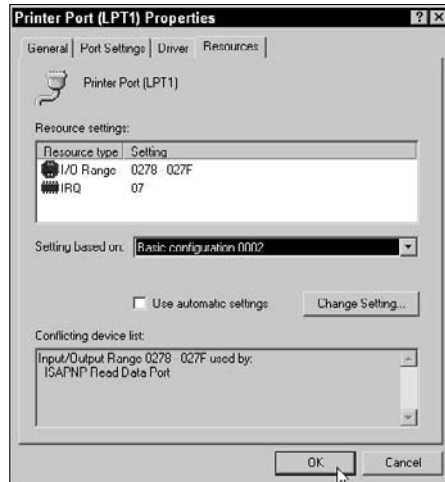 Printer Port (LPT1) Properties ? X
General Port Settings Driver Resources
Printer Port (LPT1)
Resource settings:
Resource type Setting
I/O Range 0278 - 027F
IRQ 07
Setting based on: Basic configuration 0002
Use automatic settings Change Setting...
Conflicting device list:
Input/Output Range 0278 - 027F used by:
ISAPNP Read Data Port
OK Cancel